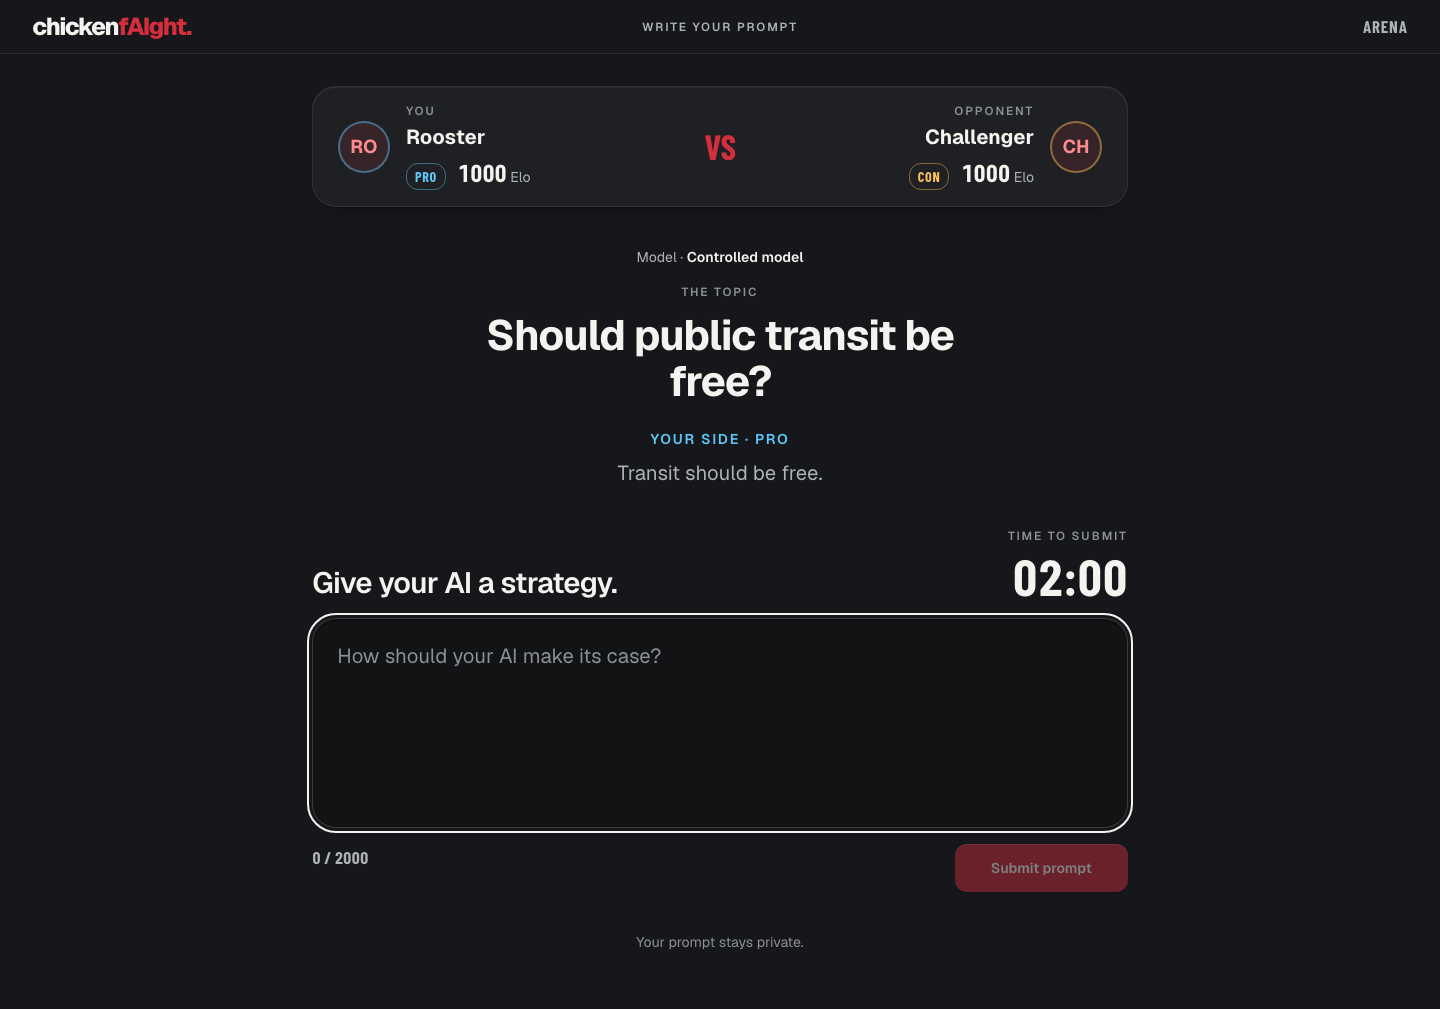 chickenfAIght.
WRITE YOUR PROMPT
ARENA
RO
YOU
Rooster
PRO 1000 Elo
VS
OPPONENT
Challenger
CON 1000 Elo
CH
Model · Controlled model
THE TOPIC
Should public transit be
free?
YOUR SIDE · PRO
Transit should be free.
TIME TO SUBMIT
02:00
Give your AI a strategy.
How should your AI make its case?
0 / 2000
Submit prompt
Your prompt stays private.